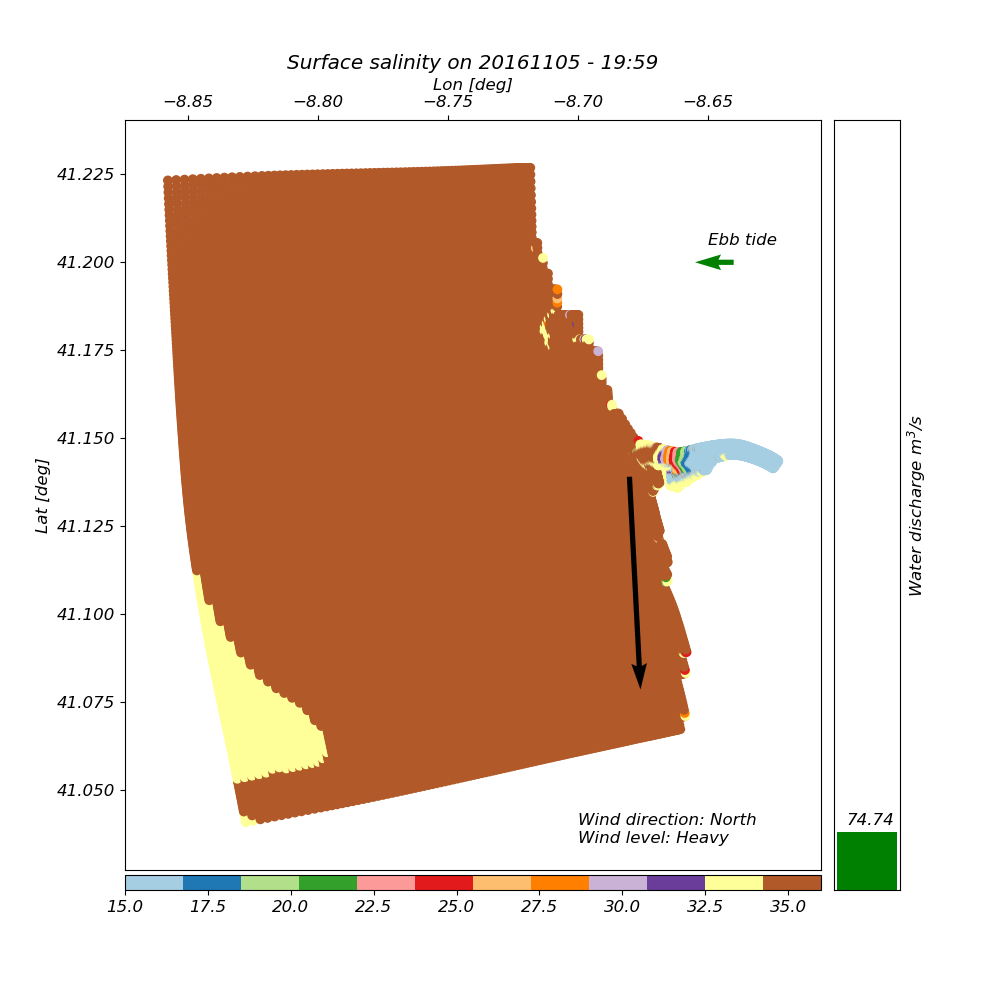 Surface salinity on 20161105 - 19:59
Lon [deg]
−8.85 −8.80 −8.75 −8.70 −8.65
41.225
41.200
41.175
41.150
41.125
41.100
41.075
41.050
Lat [deg]
Ebb tide
Wind direction: North
Wind level: Heavy
74.74
Water discharge m³/s
15.0 17.5 20.0 22.5 25.0 27.5 30.0 32.5 35.0